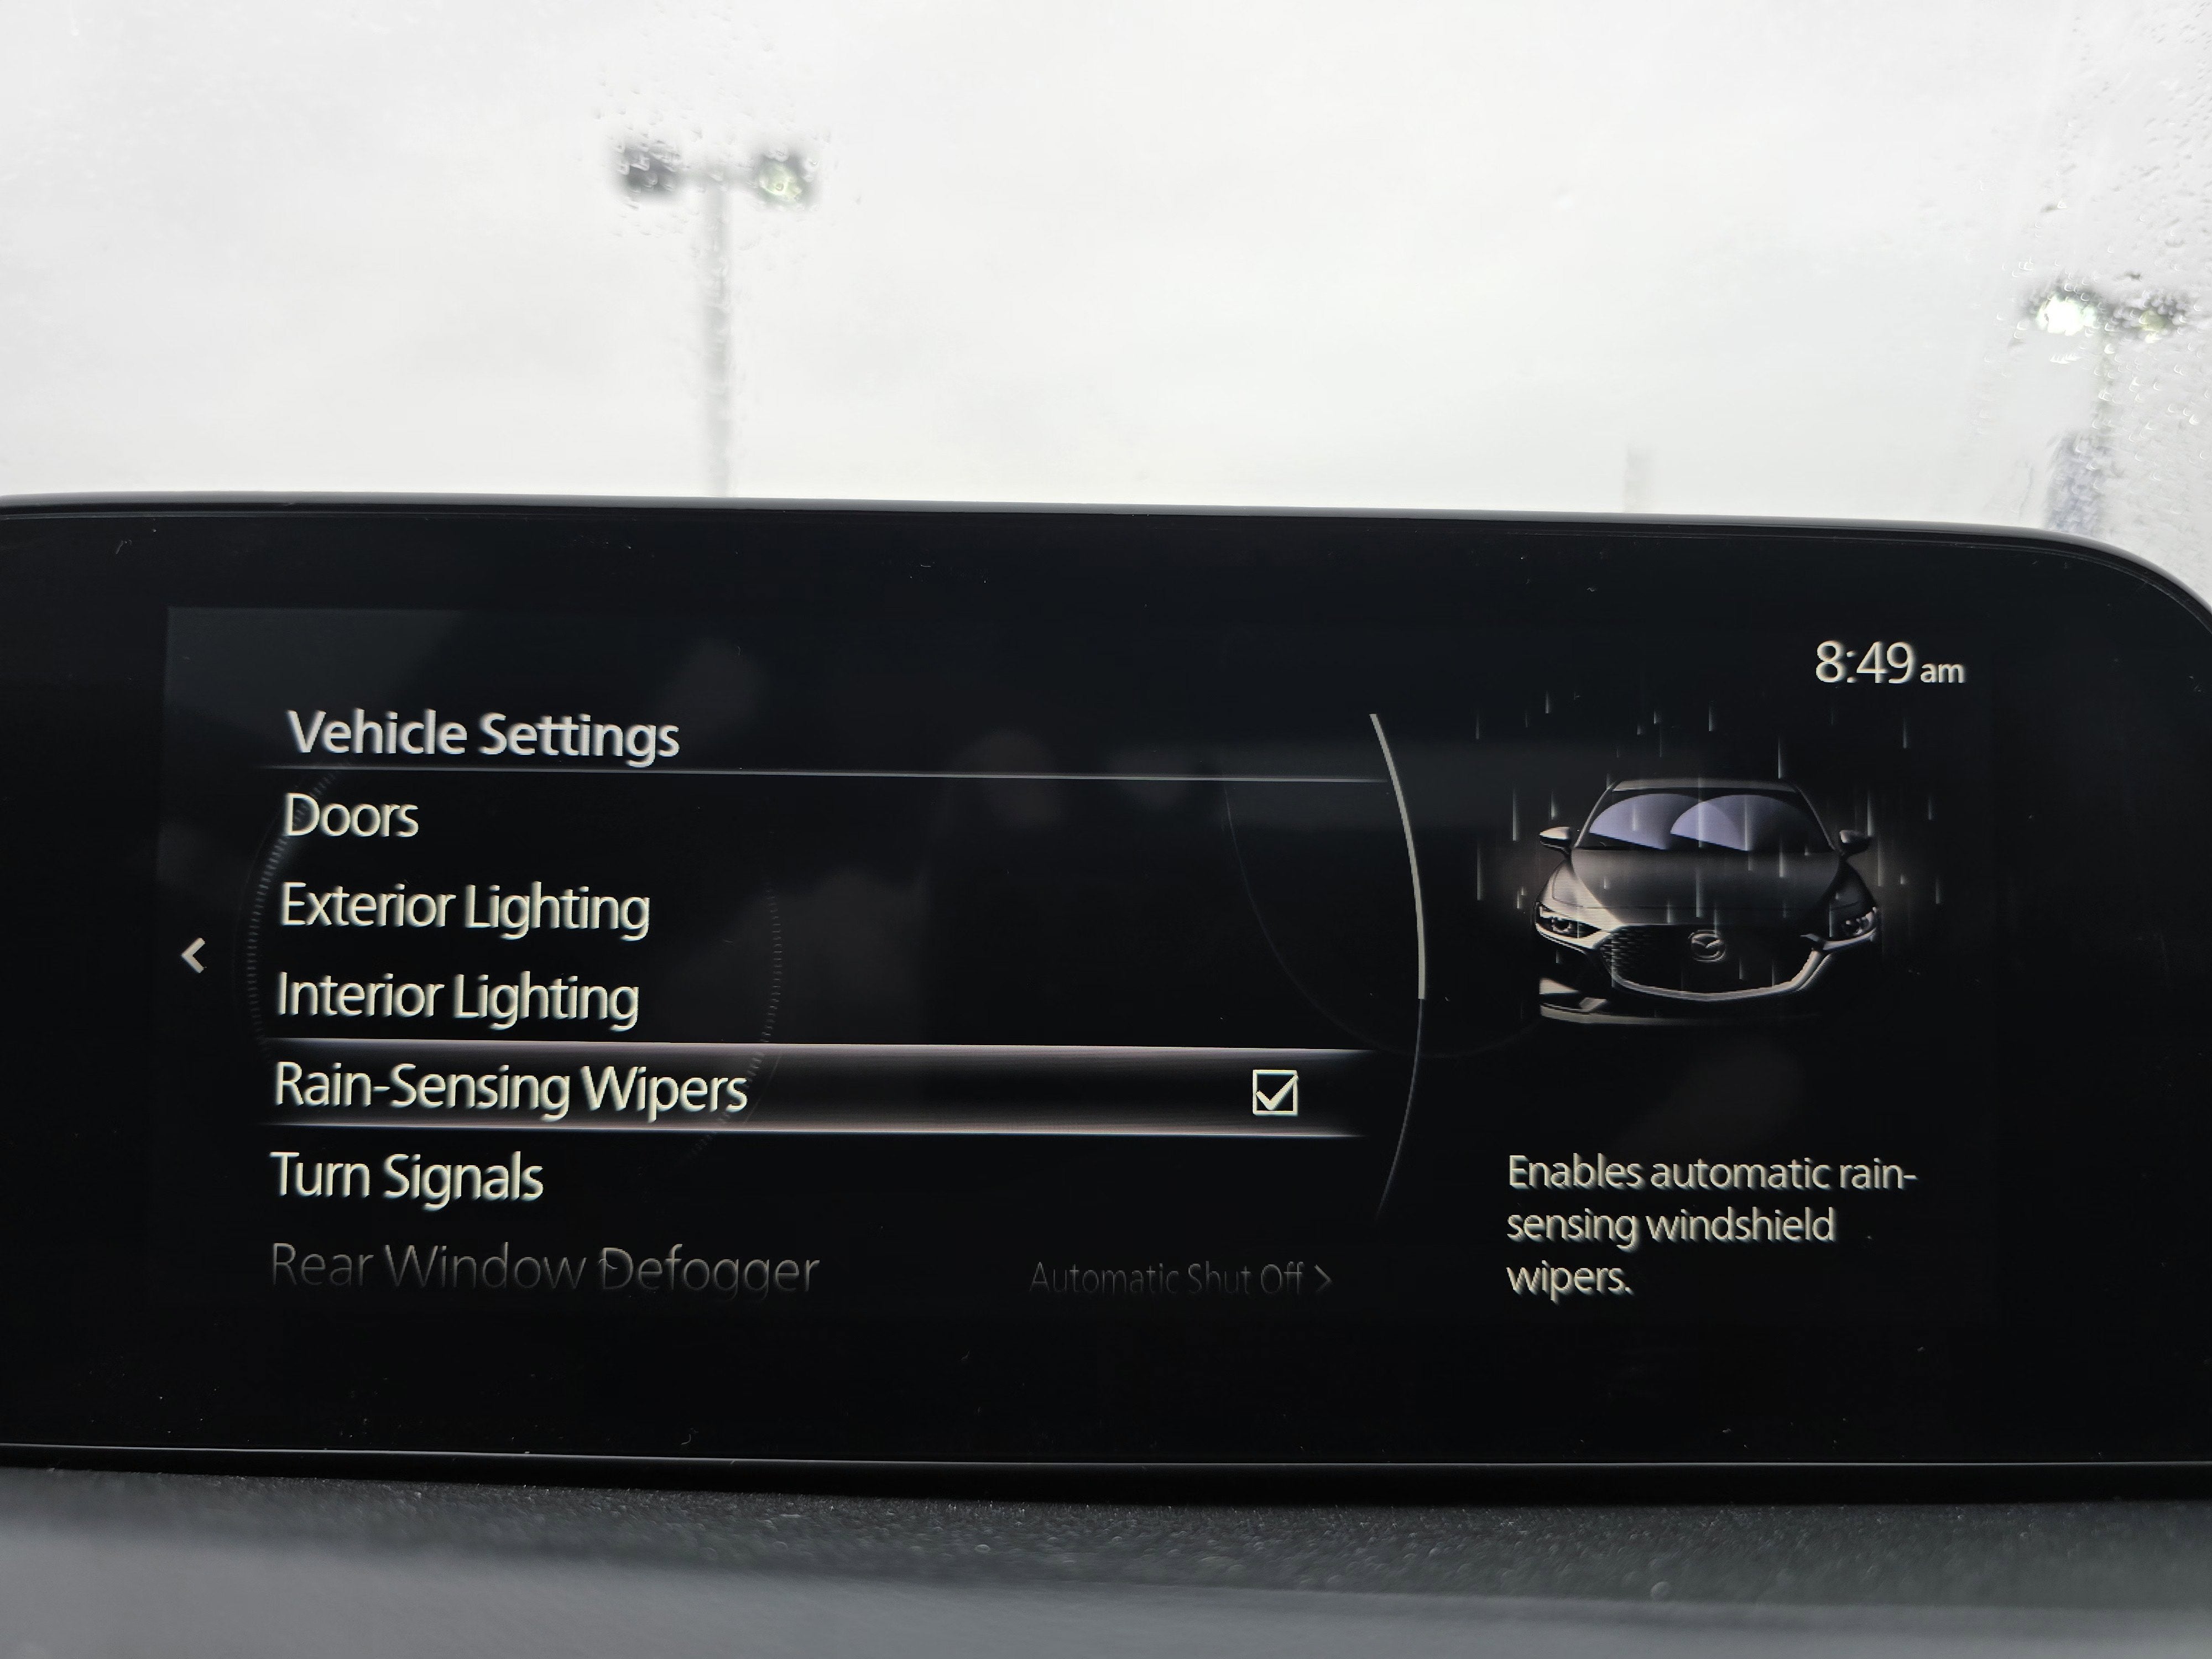 8:49 am
Vehicle Settings
Doors
Exterior Lighting
Interior Lighting
Rain-Sensing Wipers
Turn Signals
Rear Window Defogger Automatic Shut Off >
Enables automatic rain-
sensing windshield
wipers.